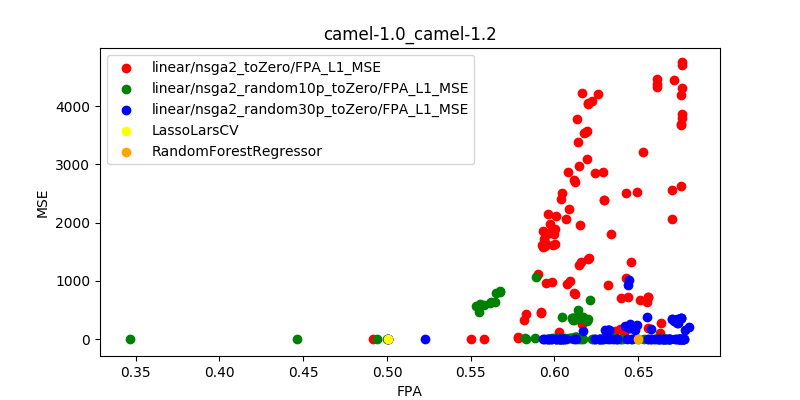 camel-1.0_camel-1.2
linear/nsga2_toZero/FPA_L1_MSE
linear/nsga2_random10p_toZero/FPA_L1_MSE
linear/nsga2_random30p_toZero/FPA_L1_MSE
LassoLarsCV
RandomForestRegressor
MSE
4000
3000
2000
1000
0
0.35 0.40 0.45 0.50 0.55 0.60 0.65
FPA